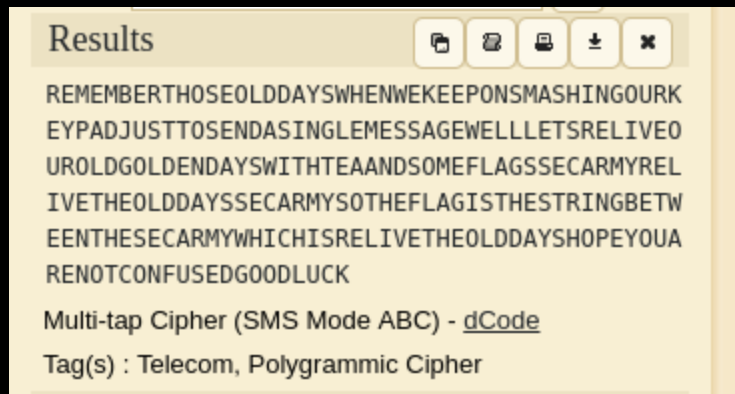 Results
REMEMBERTHOSEOLDDAYSWHENWEKEEPONSMASHINGOURK
EYPADJUSTTOSENDASINGLEMESSAGEWELLLETSRELIVEO
UROLDGOLDENDAYSWITHTEAANDSOMEFLAGSSECARMYREL
IVETHEOLDDAYSSECARMYSOTHEFLAGISTHESTRINGBETW
EENTHESECARMYWHICHISRELIVETHEOLDDAYSHOPEYOUA
RENOTCONFUSEDGOODLUCK
Multi-tap Cipher (SMS Mode ABC) - dCode
Tag(s) : Telecom, Polygrammic Cipher